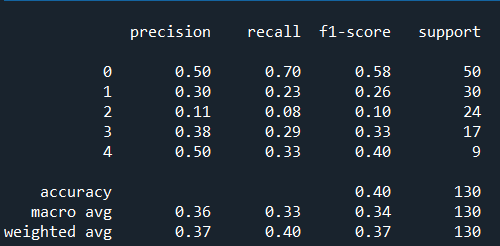 precision recall f1-score support
0 0.50 0.70 0.58 50
1 0.30 0.23 0.26 30
2 0.11 0.08 0.10 24
3 0.38 0.29 0.33 17
4 0.50 0.33 0.40 9
accuracy 0.40 130
macro avg 0.36 0.33 0.34 130
weighted avg 0.37 0.40 0.37 130